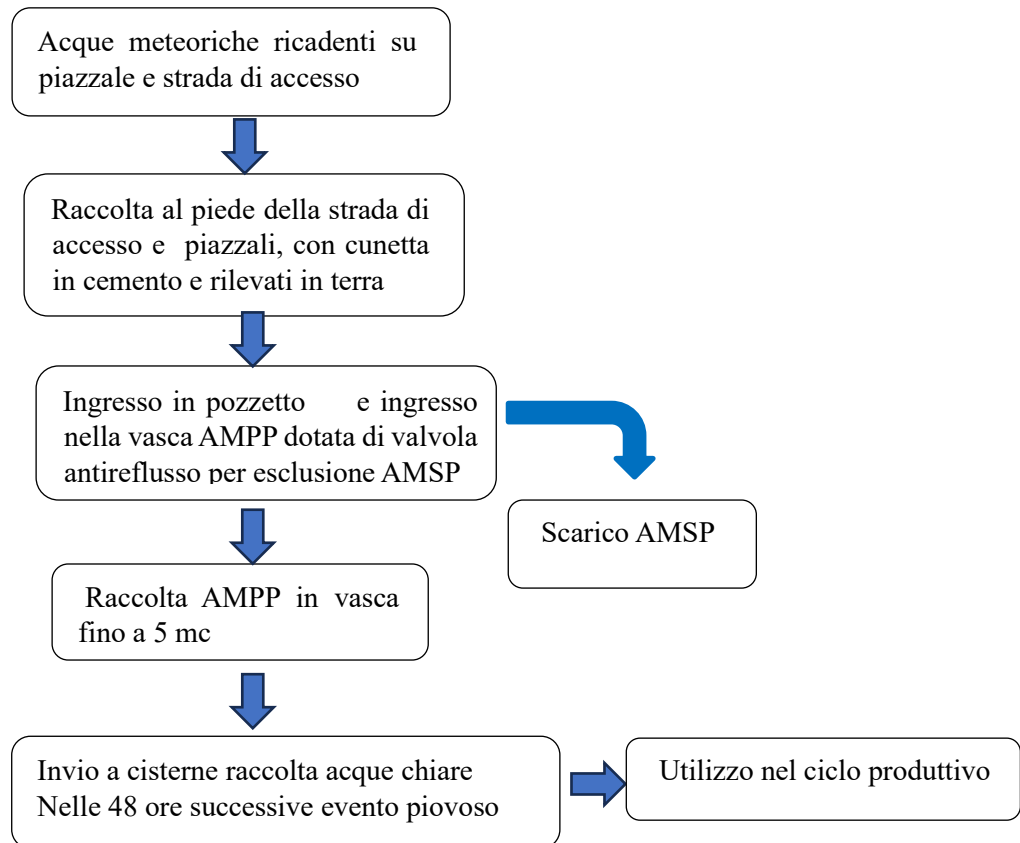 Acque meteoriche ricadenti su
piazzale e strada di accesso
Raccolta al piede della strada di
accesso e piazzali, con cunetta
in cemento e rilevati in terra
Ingresso in pozzetto e ingresso
nella vasca AMPP dotata di valvola
antireflusso per esclusione AMSP
Scarico AMSP
Raccolta AMPP in vasca
fino a 5 mc
Invio a cisterne raccolta acque chiare
Nelle 48 ore successive evento piovoso
Utilizzo nel ciclo produttivo